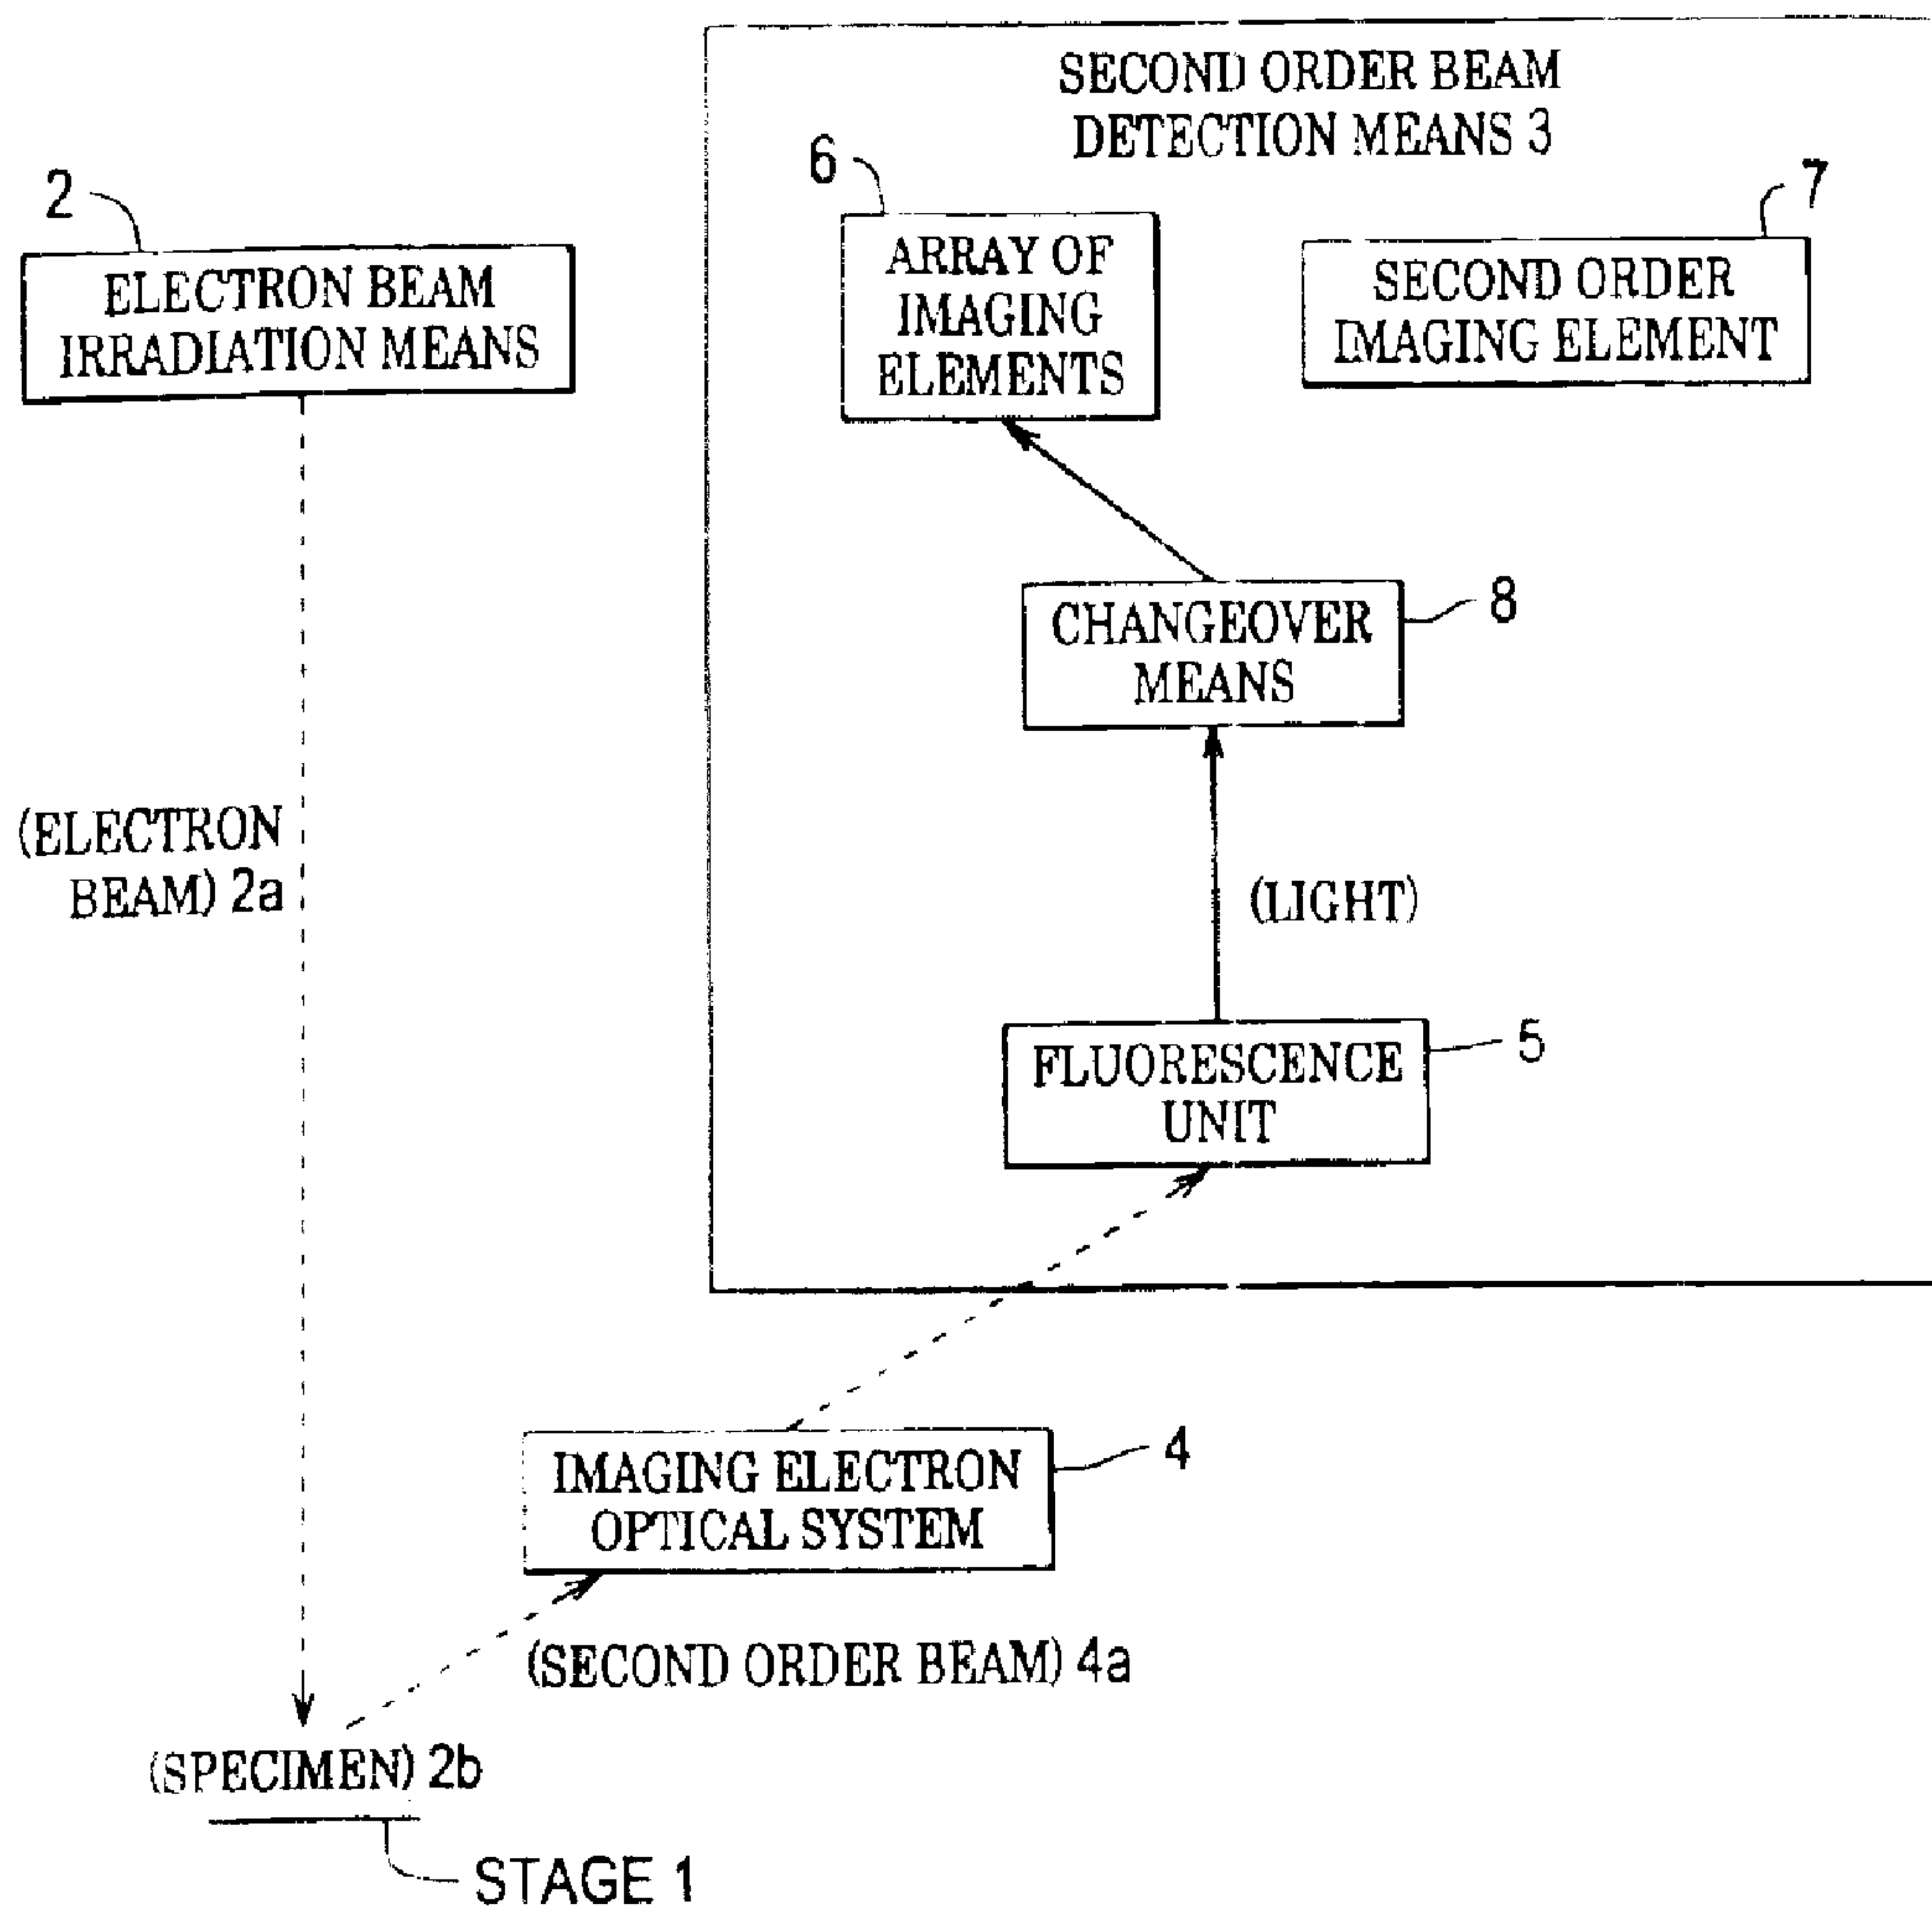 SECOND ORDER BEAM
DETECTION MEANS 3
6
7
2
ARRAY OF
IMAGING
ELEMENTS
SECOND ORDER
IMAGING ELEMENT
ELECTRON BEAM
IRRADIATION MEANS
CHANGEOVER
MEANS
8
(ELECTRON
BEAM) 2a
(LIGHT)
FLUORESCENCE
UNIT
5
IMAGING ELECTRON
OPTICAL SYSTEM
4
(SECOND ORDER BEAM) 4a
(SPECIMEN) 2b
STAGE 1